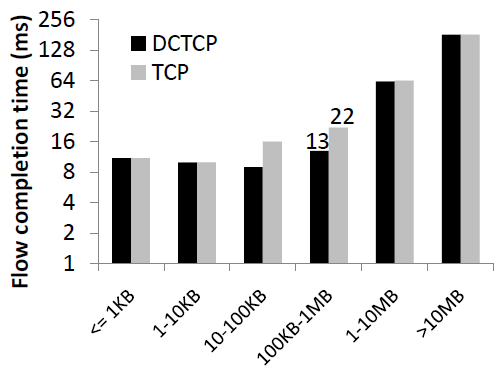 Flow completion time (ms)
256
128
64
32
16
8
4
2
1
DCTCP
TCP
13
22
<= 1KB
1-10KB
10-100KB
100KB-1MB
1-10MB
>10MB